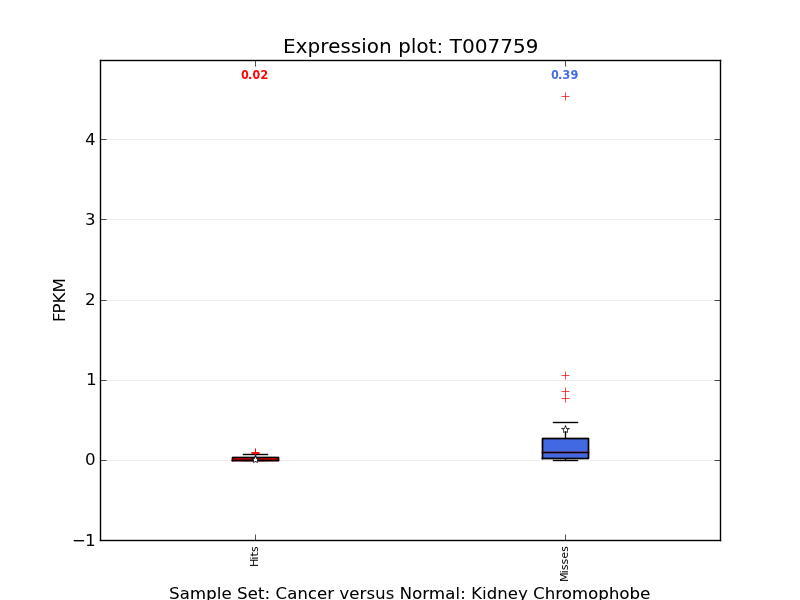 Expression plot: T007759
0.02 0.39
4
3
2
1
0
−1
FPKM
Hits Misses
Sample Set: Cancer versus Normal: Kidney Chromophobe